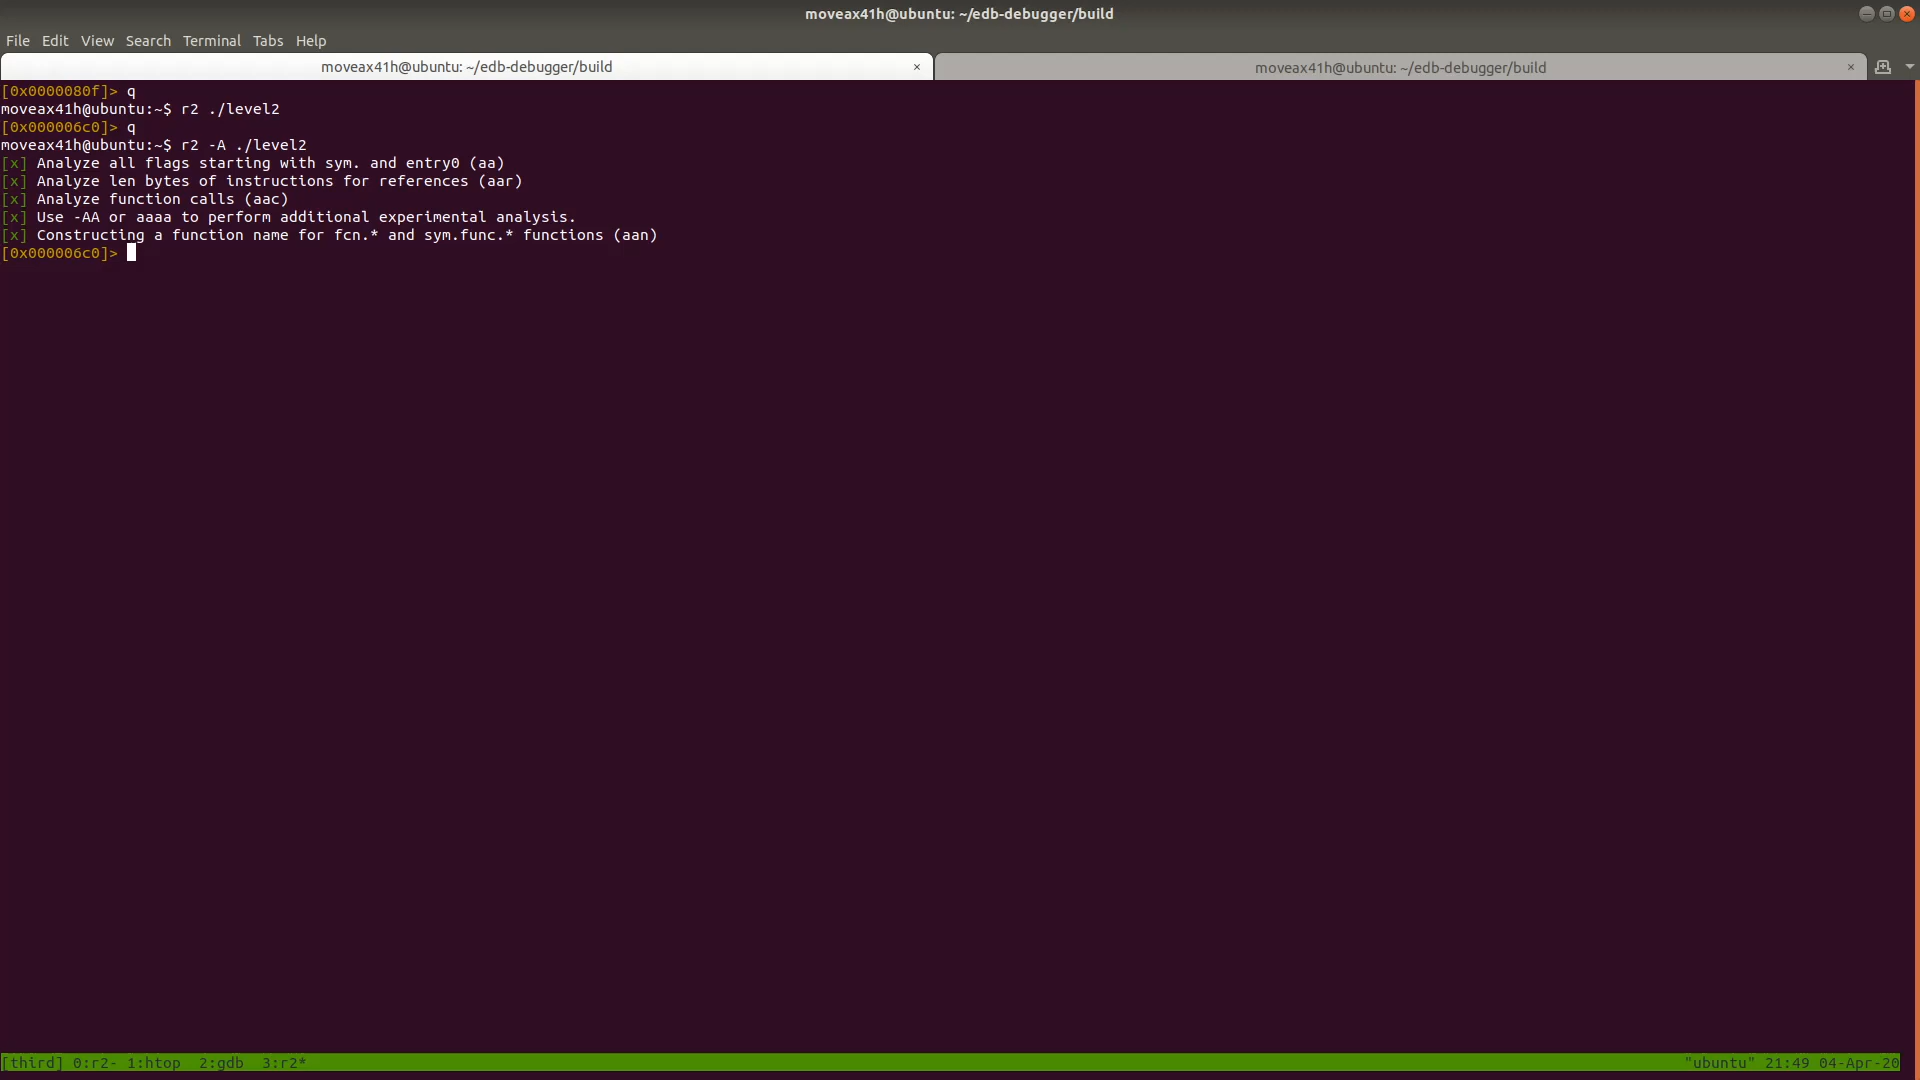 moveax41h@ubuntu: ~/edb-debugger/build
File Edit View Search Terminal Tabs Help
moveax41h@ubuntu: ~/edb-debugger/build × moveax41h@ubuntu: ~/edb-debugger/build ×
[0x0000080f]> q
moveax41h@ubuntu:~$ r2 ./level2
[0x000006c0]> q
moveax41h@ubuntu:~$ r2 -A ./level2
[x] Analyze all flags starting with sym. and entry0 (aa)
[x] Analyze len bytes of instructions for references (aar)
[x] Analyze function calls (aac)
[x] Use -AA or aaaa to perform additional experimental analysis.
[x] Constructing a function name for fcn.* and sym.func.* functions (aan)
[0x000006c0]>
[third] 0:r2- 1:htop  2:gdb  3:r2* "ubuntu" 21:49 04-Apr-20